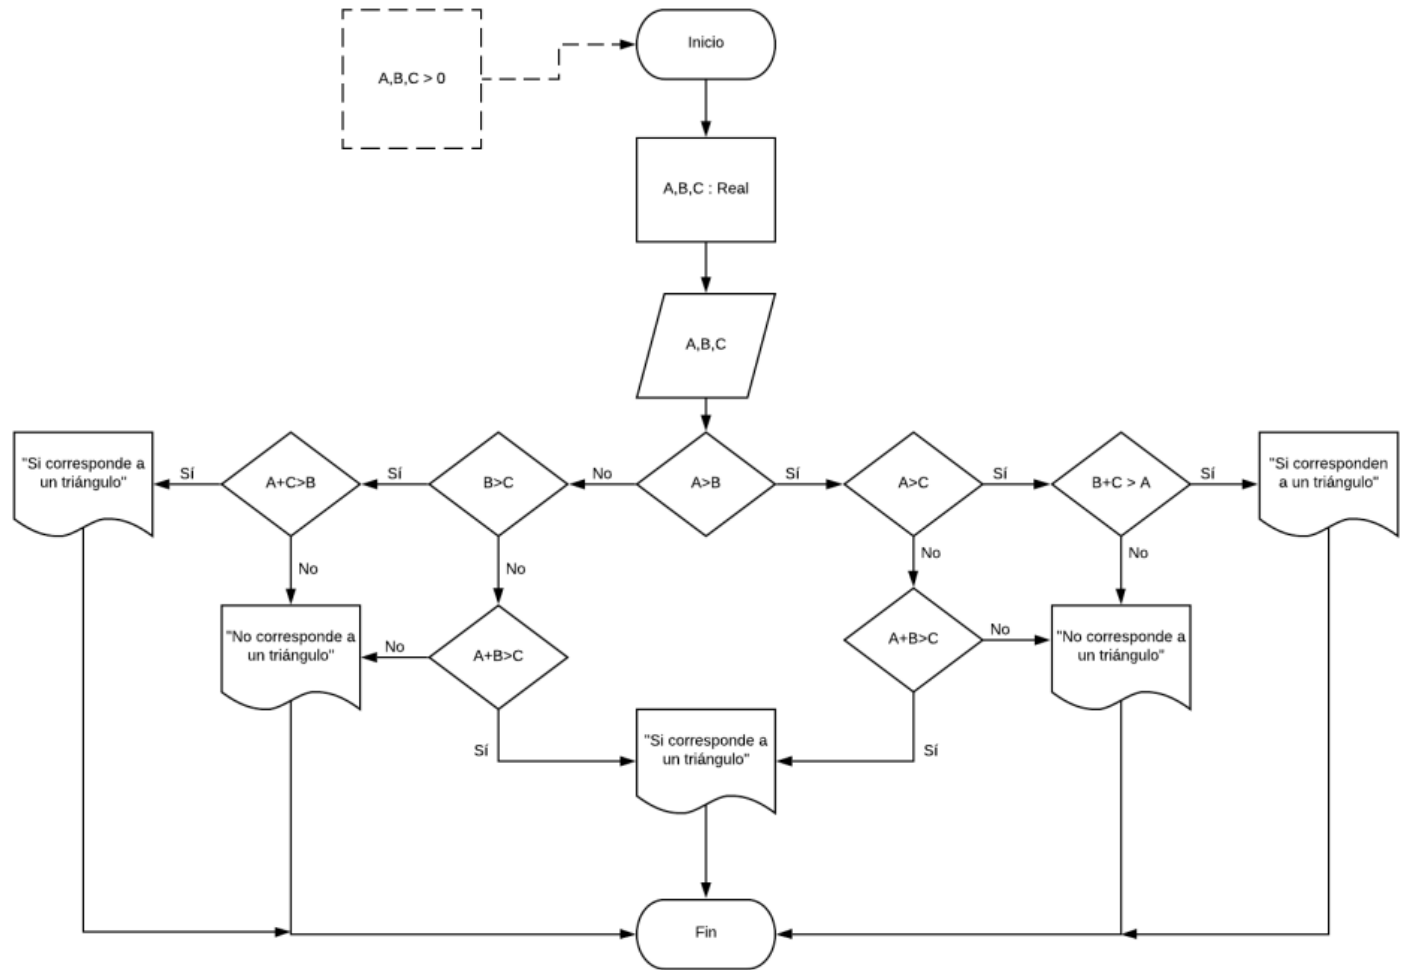 Inicio
A,B,C > 0
A,B,C : Real
A,B,C
"Si corresponde a
un triángulo"
Sí
A+C>B
Sí
B>C
No
A>B
Sí
A>C
Sí
B+C > A
Sí
"Si corresponden
a un triángulo"
No
No
No
No
"No corresponde a
un triángulo"
No
A+B>C
A+B>C
No
"No corresponde a
un triángulo"
Sí
"Si corresponde a
un triángulo"
Sí
Fin